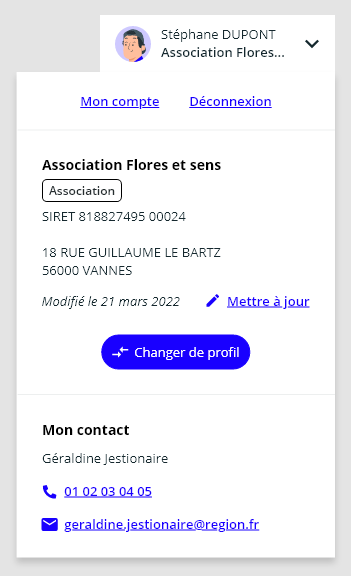 Stéphane DUPONT
Association Flores...
Mon compte
Déconnexion
Association Flores et sens
Association
SIRET 818827495 00024
18 RUE GUILLAUME LE BARTZ
56000 VANNES
Modifié le 21 mars 2022
Mettre à jour
Changer de profil
Mon contact
Géraldine Jestionaire
01 02 03 04 05
geraldine.jestionaire@region.fr